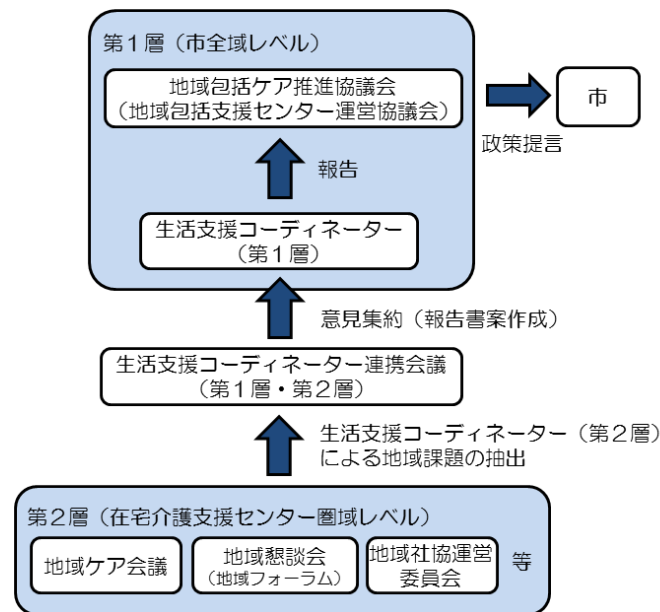 第１層（市全域レベル）
地域包括ケア推進協議会
（地域包括支援センター運営協議会）
市
政策提言
報告
生活支援コーディネーター
（第１層）
意見集約（報告書案作成）
生活支援コーディネーター連携会議
（第１層・第２層）
生活支援コーディネーター（第２層）
による地域課題の抽出
第２層（在宅介護支援センター圏域レベル）
地域ケア会議
地域懇談会
（地域フォーラム）
地域社協運営
委員会
等